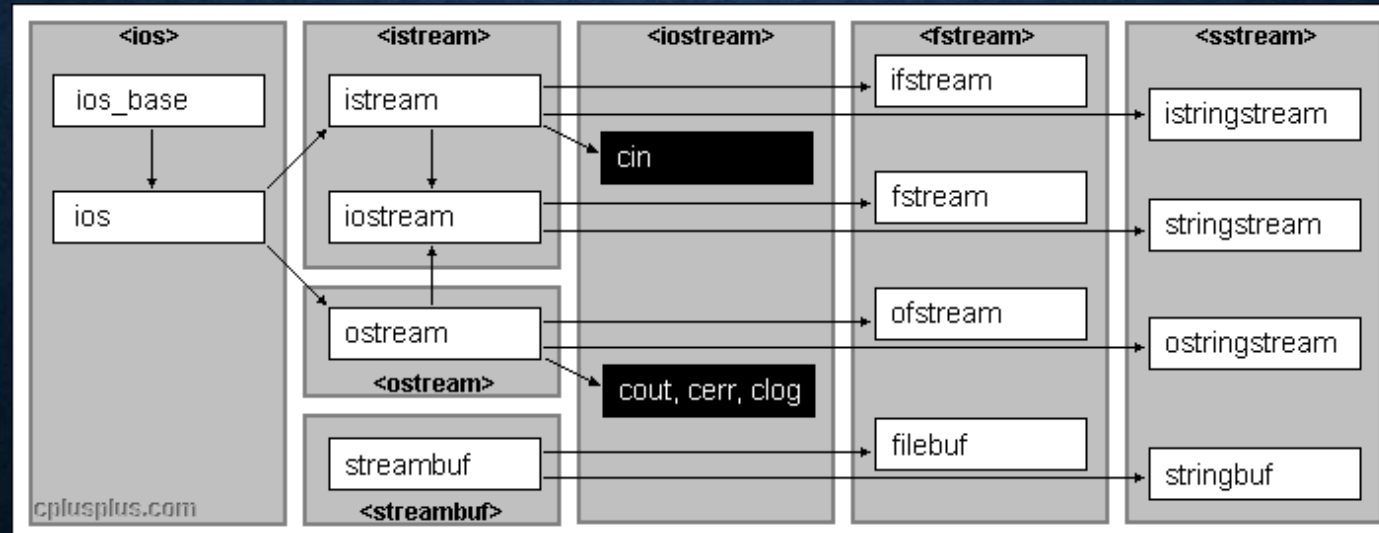 <ios>
ios_base
ios
cplusplus.com
<istream>
istream
iostream
ostream
<ostream>
streambuf
<streambuf>
<iostream>
cin
cout, cerr, clog
<fstream>
ifstream
fstream
ofstream
filebuf
<sstream>
istringstream
stringstream
ostringstream
stringbuf